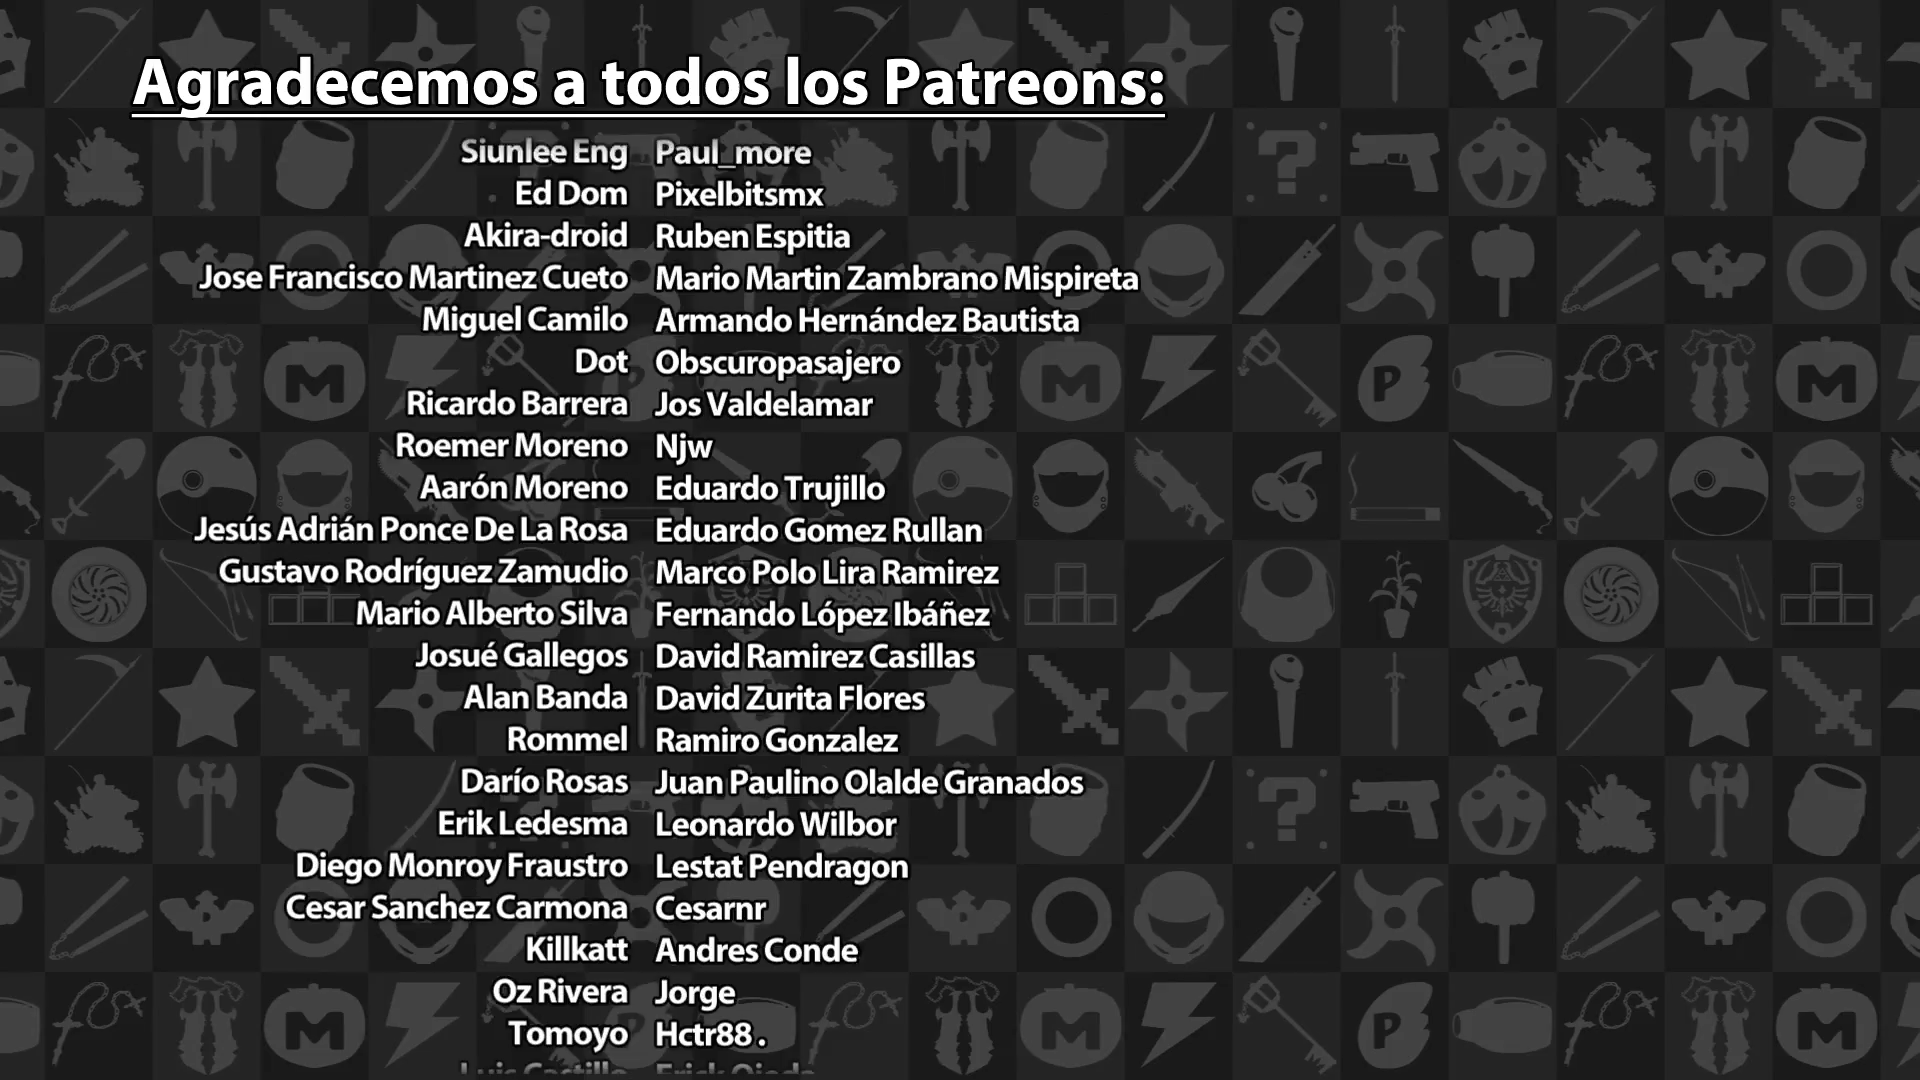 Agradecemos a todos los Patreons:
Siunlee Eng Paul_more
Ed Dom Pixelbitsmx
Akira-droid Ruben Espitia
Jose Francisco Martinez Cueto Mario Martin Zambrano Mispireta
Miguel Camilo Armando Hernández Bautista
Dot Obscuropasajero
Ricardo Barrera Jos Valdelamar
Roemer Moreno Njw
Aarón Moreno Eduardo Trujillo
Jesús Adrián Ponce De La Rosa Eduardo Gomez Rullan
Gustavo Rodríguez Zamudio Marco Polo Lira Ramirez
Mario Alberto Silva Fernando López Ibáñez
Josué Gallegos David Ramirez Casillas
Alan Banda David Zurita Flores
Rommel Ramiro Gonzalez
Darío Rosas Juan Paulino Olalde Granados
Erik Ledesma Leonardo Wilbor
Diego Monroy Fraustro Lestat Pendragon
Cesar Sanchez Carmona Cesarnr
Killkatt Andres Conde
Oz Rivera Jorge
Tomoyo Hctr88 .
Luis Castillo Erick Ojeda